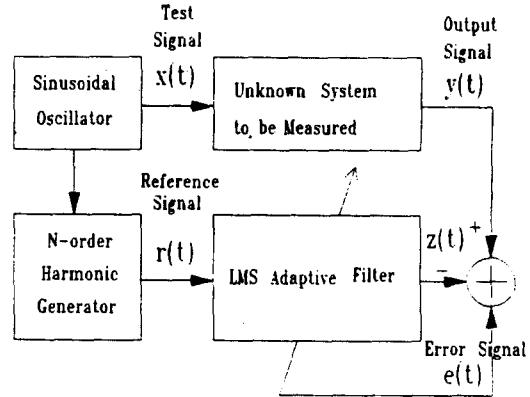 Test
Signal
x(t)
Output
Signal
y(t)
Sinusoidal
Oscillator
Unknown System
to be Measured
Reference
Signal
r(t)
N-order
Harmonic
Generator
LMS Adaptive Filter
z(t)
+
-
Error Signal
e(t)